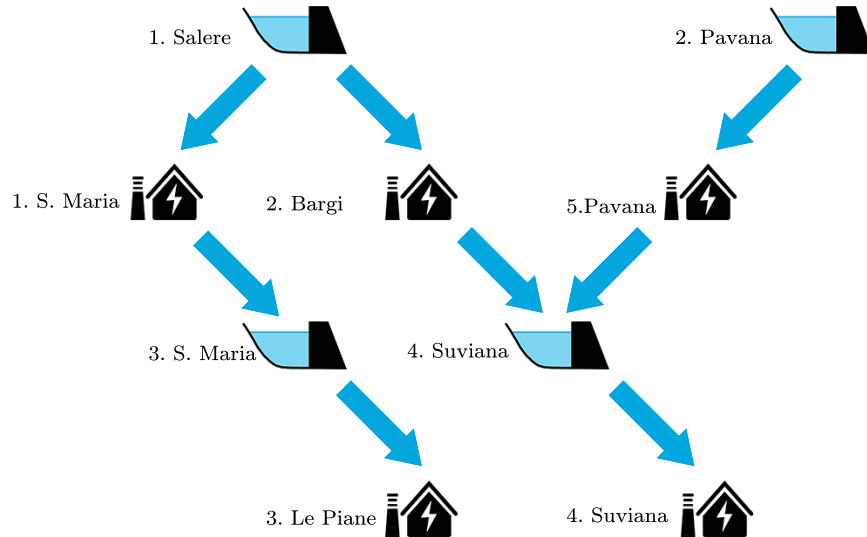 1. Salere
2. Pavana
1. S. Maria
2. Bargi
5.Pavana
3. S. Maria
4. Suviana
3. Le Piane
4. Suviana